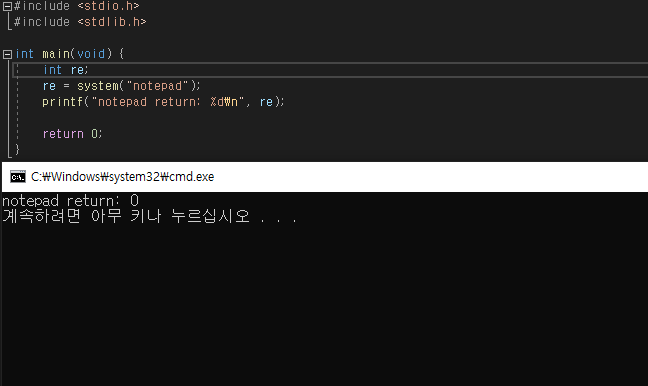 #include <stdio.h>
#include <stdlib.h>
int main(void) {
int re;
re = system("notepad");
printf("notepad return: %d₩n", re);
return 0;
}
C:₩Windows₩system32₩cmd.exe
notepad return: 0
계속하려면 아무 키나 누르십시오 . . .